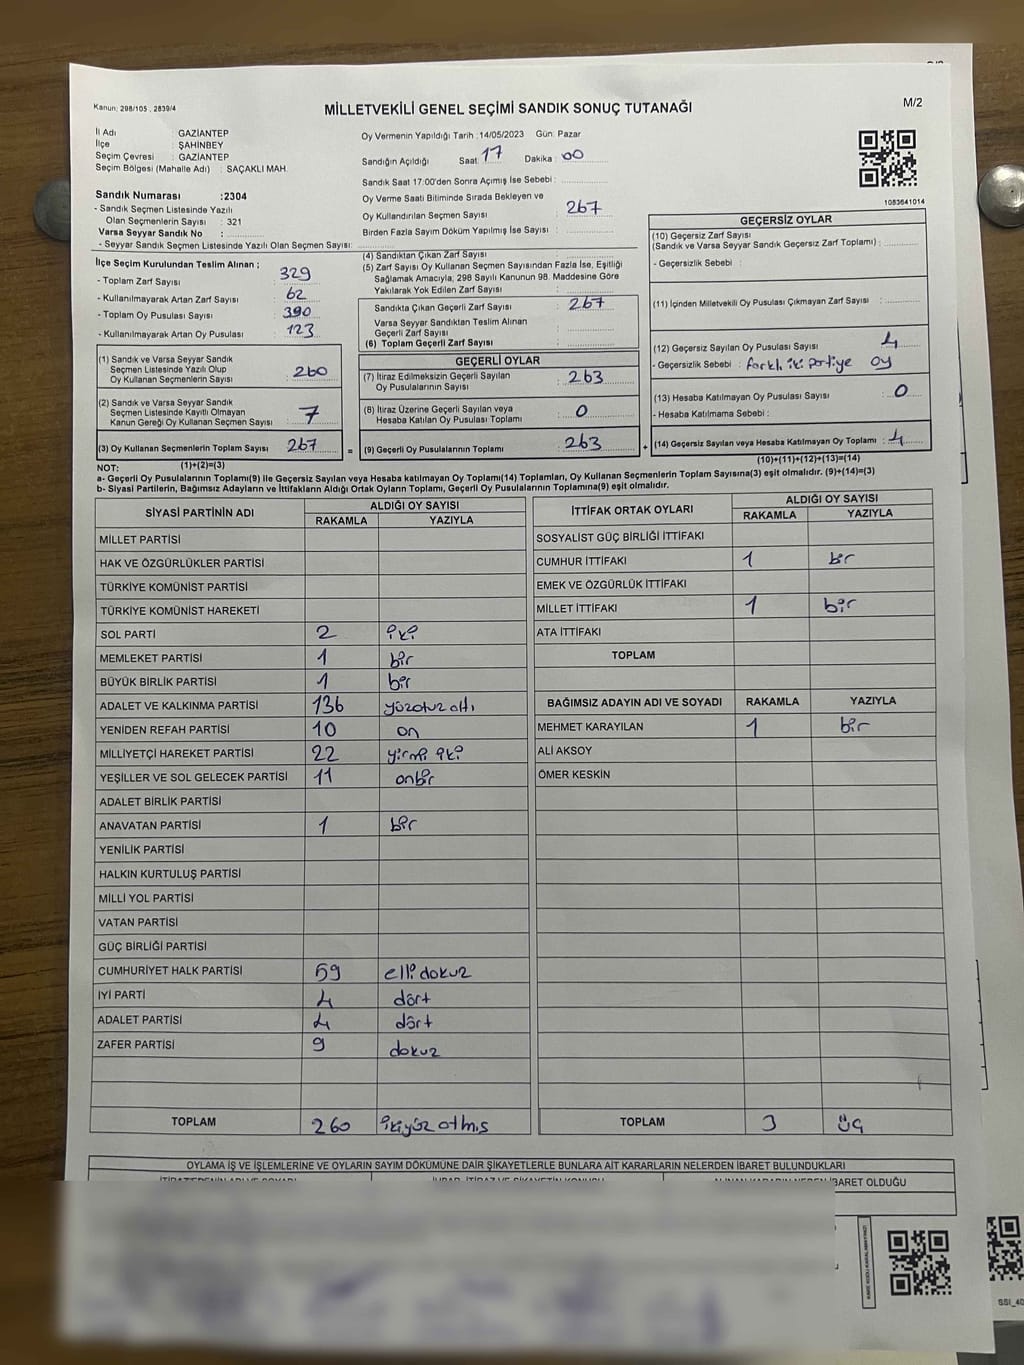 Kanun: 298/105 , 2839/4
MİLLETVEKİLİ GENEL SEÇİMİ SANDIK SONUÇ TUTANAĞI
M/2
İl Adı : GAZİANTEP
İlçe : ŞAHİNBEY
Seçim Çevresi : GAZİANTEP
Seçim Bölgesi (Mahalle Adı) : SAÇAKLI MAH.
Oy Vermenin Yapıldığı Tarih :14/05/2023 Gün: Pazar
Sandığın Açıldığı Saat 17 Dakika : 00
Sandık Saat 17:00'den Sonra Açılmış İse Sebebi :
Sandık Numarası :2304
- Sandık Seçmen Listesinde Yazılı
Olan Seçmenlerin Sayısı : 321
Varsa Seyyar Sandık No :
- Seyyar Sandık Seçmen Listesinde Yazılı Olan Seçmen Sayısı:
Oy Verme Saati Bitiminde Sırada Bekleyen ve
Oy Kullandırılan Seçmen Sayısı : 267
Birden Fazla Sayım Döküm Yapılmış İse Sayısı :
1083641014
İlçe Seçim Kurulundan Teslim Alınan ;
- Toplam Zarf Sayısı : 329
- Kullanılmayarak Artan Zarf Sayısı : 62
- Toplam Oy Pusulası Sayısı : 390
- Kullanılmayarak Artan Oy Pusulası : 123
(1) Sandık ve Varsa Seyyar Sandık
Seçmen Listesinde Yazılı Olup
Oy Kullanan Seçmenlerin Sayısı : 260
(2) Sandık ve Varsa Seyyar Sandık
Seçmen Listesinde Kayıtlı Olmayan
Kanun Gereği Oy Kullanan Seçmen Sayısı : 7
(3) Oy Kullanan Seçmenlerin Toplam Sayısı : 267
(1)+(2)=(3)
(4) Sandıktan Çıkan Zarf Sayısı :
(5) Zarf Sayısı Oy Kullanan Seçmen Sayısından Fazla İse, Eşitliği
Sağlamak Amacıyla; 298 Sayılı Kanunun 98. Maddesine Göre
Yakılarak Yok Edilen Zarf Sayısı :
Sandıkta Çıkan Geçerli Zarf Sayısı : 267
Varsa Seyyar Sandıktan Teslim Alınan
Geçerli Zarf Sayısı :
(6) Toplam Geçerli Zarf Sayısı :
GEÇERLİ OYLAR
(7) İtiraz Edilmeksizin Geçerli Sayılan
Oy Pusulalarının Sayısı : 263
(8) İtiraz Üzerine Geçerli Sayılan veya
Hesaba Katılan Oy Pusulası Toplamı : 0
= (9) Geçerli Oy Pusulalarının Toplamı : 263 +
GEÇERSİZ OYLAR
(10) Geçersiz Zarf Sayısı
(Sandık ve Varsa Seyyar Sandık Geçersiz Zarf Toplamı) :
- Geçersizlik Sebebi :
(11) İçinden Milletvekili Oy Pusulası Çıkmayan Zarf Sayısı :
(12) Geçersiz Sayılan Oy Pusulası Sayısı : 4
- Geçersizlik Sebebi : farklı iki partiye oy
(13) Hesaba Katılmayan Oy Pusulası Sayısı : 0
- Hesaba Katılmama Sebebi :
(14) Geçersiz Sayılan veya Hesaba Katılmayan Oy Toplamı : 4
(10)+(11)+(12)+(13)=(14)
NOT:
a- Geçerli Oy Pusulalarının Toplamı(9) ile Geçersiz Sayılan veya Hesaba katılmayan Oy Toplamı(14) Toplamları, Oy Kullanan Seçmenlerin Toplam Sayısına(3) eşit olmalıdır. (9)+(14)=(3)
b- Siyasi Partilerin, Bağımsız Adayların ve İttifakların Aldığı Ortak Oyların Toplamı, Geçerli Oy Pusulalarının Toplamına(9) eşit olmalıdır.
SİYASİ PARTİNİN ADI ALDIĞI OY SAYISI
RAKAMLA YAZIYLA
MİLLET PARTİSİ
HAK VE ÖZGÜRLÜKLER PARTİSİ
TÜRKİYE KOMÜNİST PARTİSİ
TÜRKİYE KOMÜNİST HAREKETİ
SOL PARTİ 2 iki
MEMLEKET PARTİSİ 1 bir
BÜYÜK BİRLİK PARTİSİ 1 bir
ADALET VE KALKINMA PARTİSİ 136 yüzotuz altı
YENİDEN REFAH PARTİSİ 10 on
MİLLİYETÇİ HAREKET PARTİSİ 22 yirmi iki
YEŞİLLER VE SOL GELECEK PARTİSİ 11 onbir
ADALET BİRLİK PARTİSİ
ANAVATAN PARTİSİ 1 bir
YENİLİK PARTİSİ
HALKIN KURTULUŞ PARTİSİ
MİLLİ YOL PARTİSİ
VATAN PARTİSİ
GÜÇ BİRLİĞİ PARTİSİ
CUMHURİYET HALK PARTİSİ 59 elli dokuz
İYİ PARTİ 4 dört
ADALET PARTİSİ 4 dört
ZAFER PARTİSİ 9 dokuz
TOPLAM 260 ikiyüz atmış
İTTİFAK ORTAK OYLARI ALDIĞI OY SAYISI
RAKAMLA YAZIYLA
SOSYALİST GÜÇ BİRLİĞİ İTTİFAKI
CUMHUR İTTİFAKI 1 bir
EMEK VE ÖZGÜRLÜK İTTİFAKI
MİLLET İTTİFAKI 1 bir
ATA İTTİFAKI
TOPLAM
BAĞIMSIZ ADAYIN ADI VE SOYADI RAKAMLA YAZIYLA
MEHMET KARAYILAN 1 bir
ALİ AKSOY
ÖMER KESKİN
TOPLAM 3 üç
OYLAMA İŞ VE İŞLEMLERİNE VE OYLARIN SAYIM DÖKÜMÜNE DAİR ŞİKAYETLERLE BUNLARA AİT KARARLARIN NELERDEN İBARET BULUNDUKLARI